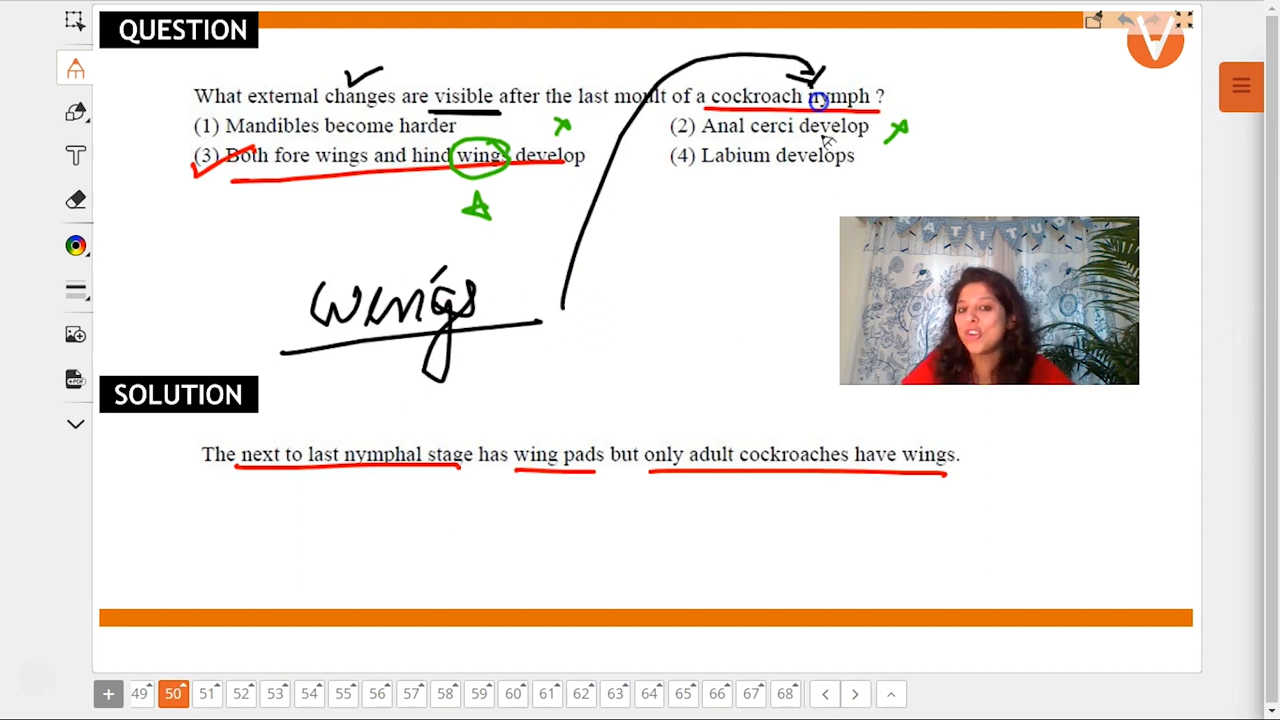 QUESTION
What external changes are visible after the last moult of a cockroach nymph ?
(1) Mandibles become harder (2) Anal cerci develop
(3) Both fore wings and hind wings develop (4) Labium develops
wings
SOLUTION
The next to last nymphal stage has wing pads but only adult cockroaches have wings.
49 50 51 52 53 54 55 56 57 58 59 60 61 62 63 64 65 66 67 68